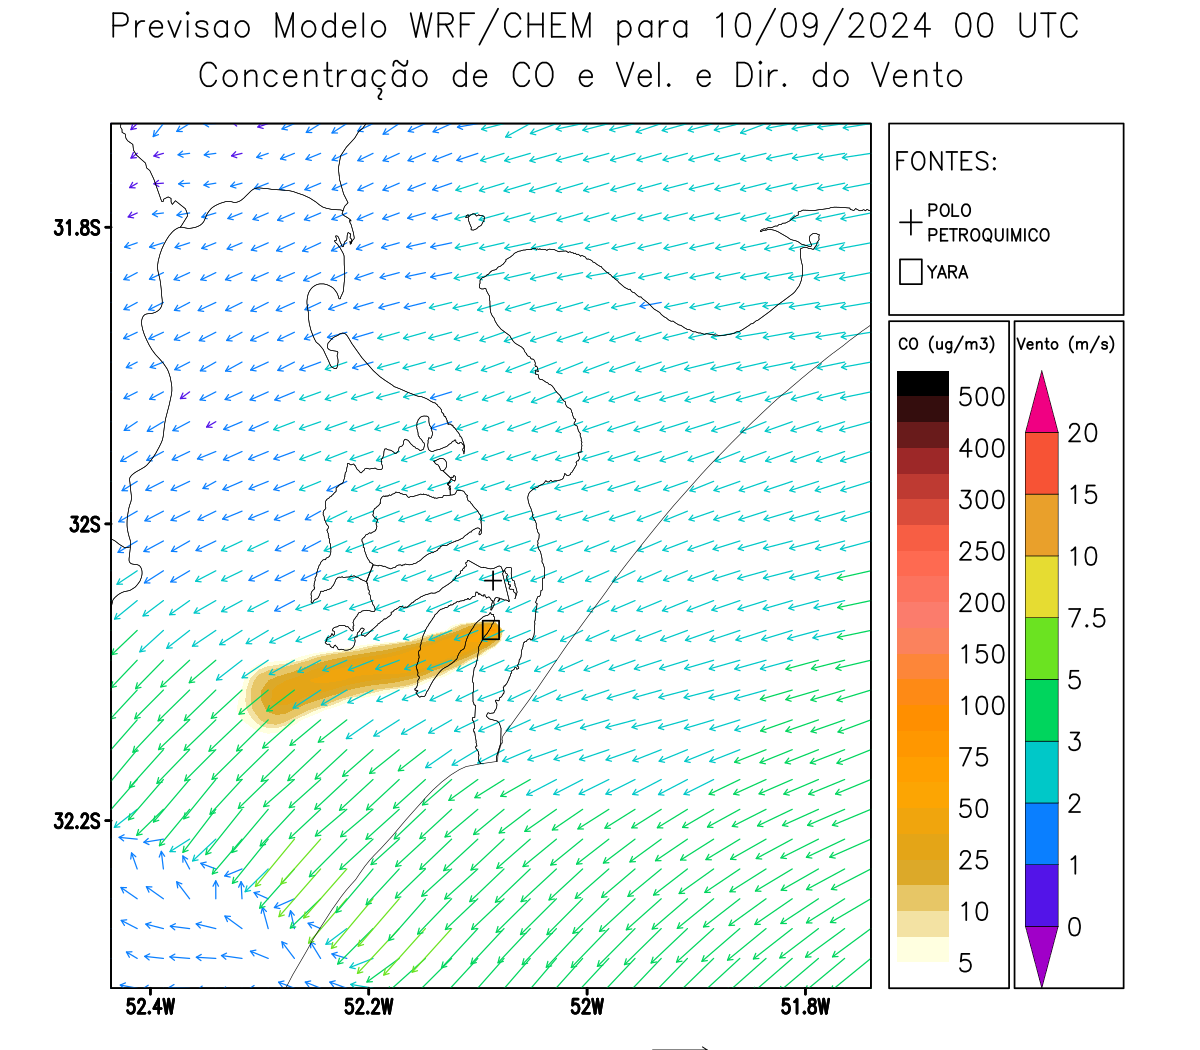 Previsao Modelo WRF/CHEM para 10/09/2024 00 UTC
Concentração de CO e Vel. e Dir. do Vento
FONTES:
POLO
PETROQUIMICO
YARA
CO (ug/m3)
500
400
300
250
200
150
100
75
50
25
10
5
Vento (m/s)
20
15
10
7.5
5
3
2
1
0
31.8S
32S
32.2S
52.4W
52.2W
52W
51.8W